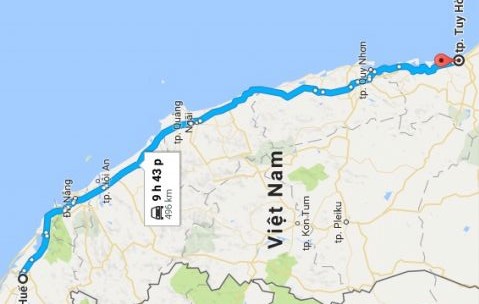 tp. Tuy Hò
tp. Quy Nhơn
tp. Quảng
Ngãi
tp. Hội An
Đà Nẵng
Huế
9 h 43 p
496 km
Việt Nam
tp. Kon Tum
tp. Pleiku